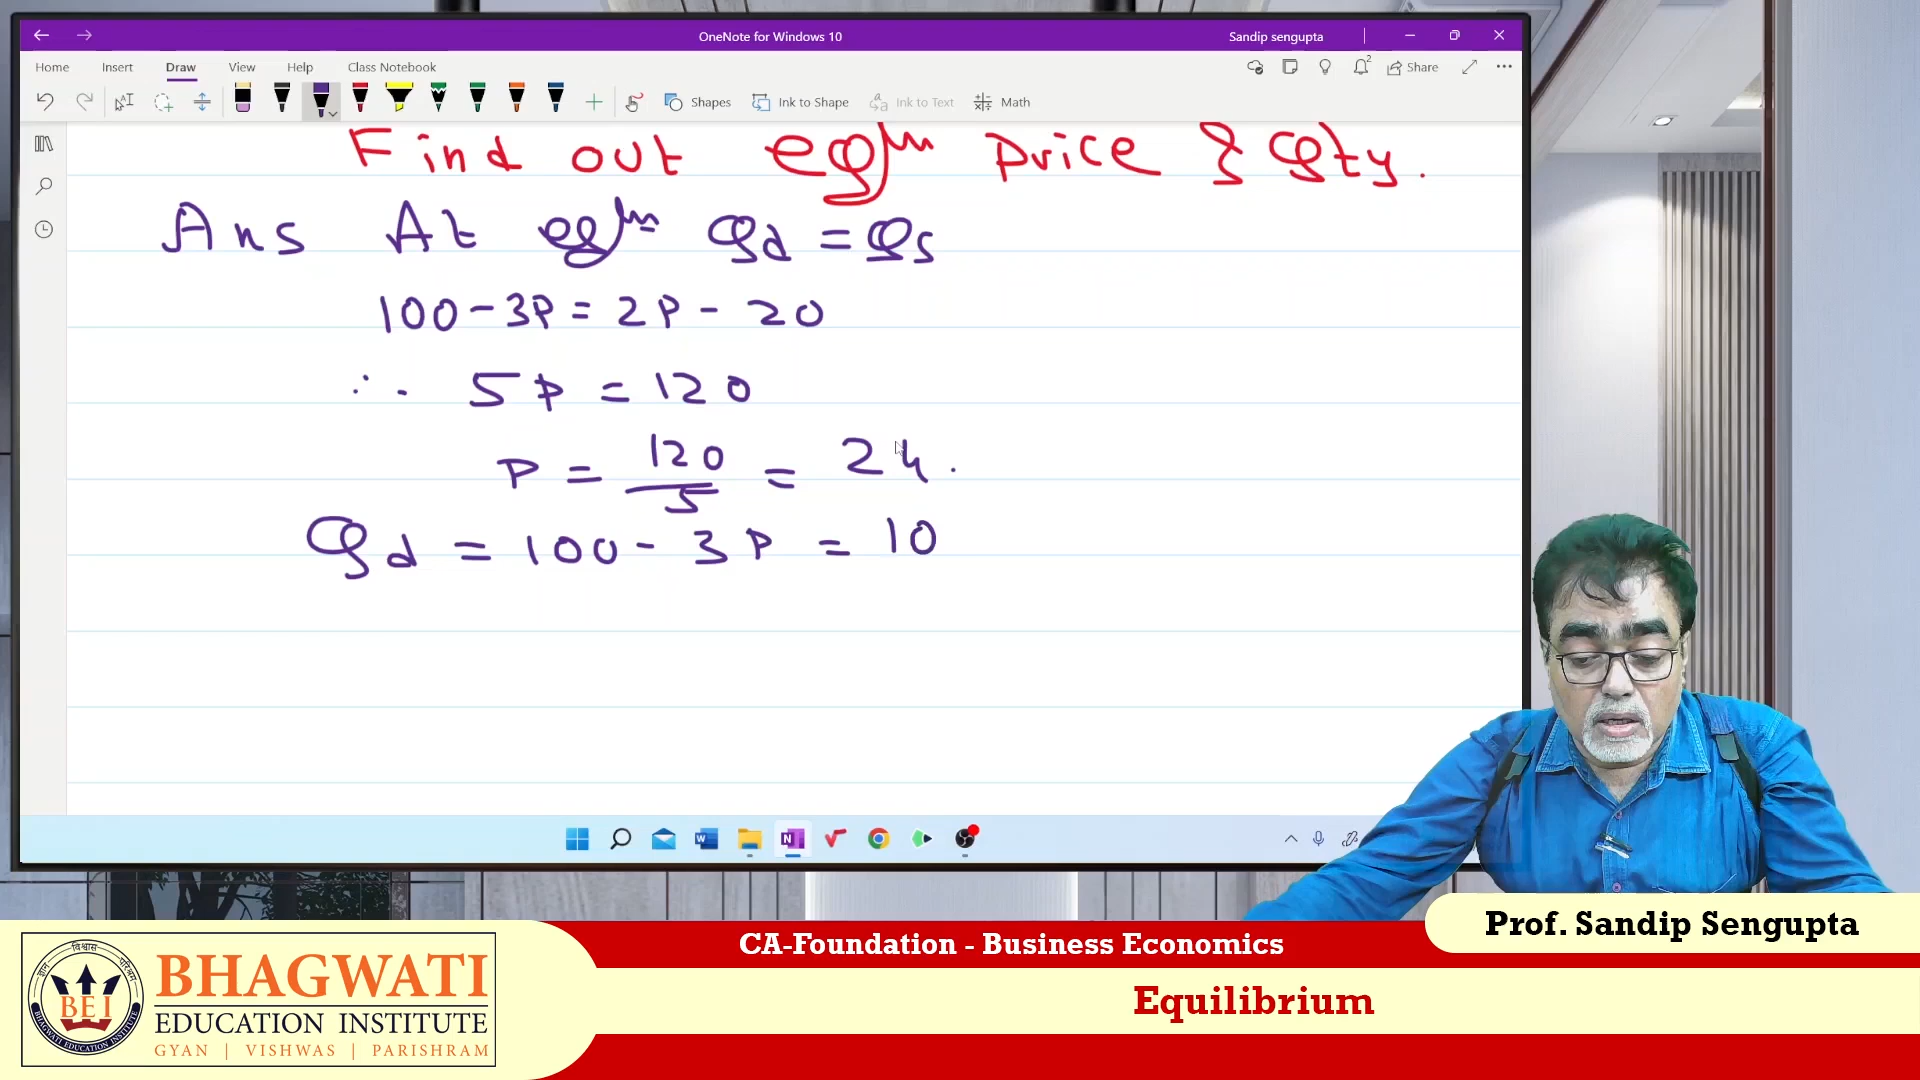 OneNote for Windows 10
Sandip sengupta
Home Insert Draw View Help Class Notebook
2
Share
Shapes Ink to Shape Ink to Text Math
Find out eqlm price & Qty.
Ans At eqlm Qd = Qs
100 - 3P = 2P - 20
∴ 5P = 120
P = 120/5 = 24.
Qd = 100 - 3P = 10
विश्वास
BEI
BHAGWATI
EDUCATION INSTITUTE
GYAN | VISHWAS | PARISHRAM
Prof. Sandip Sengupta
CA-Foundation - Business Economics
Equilibrium